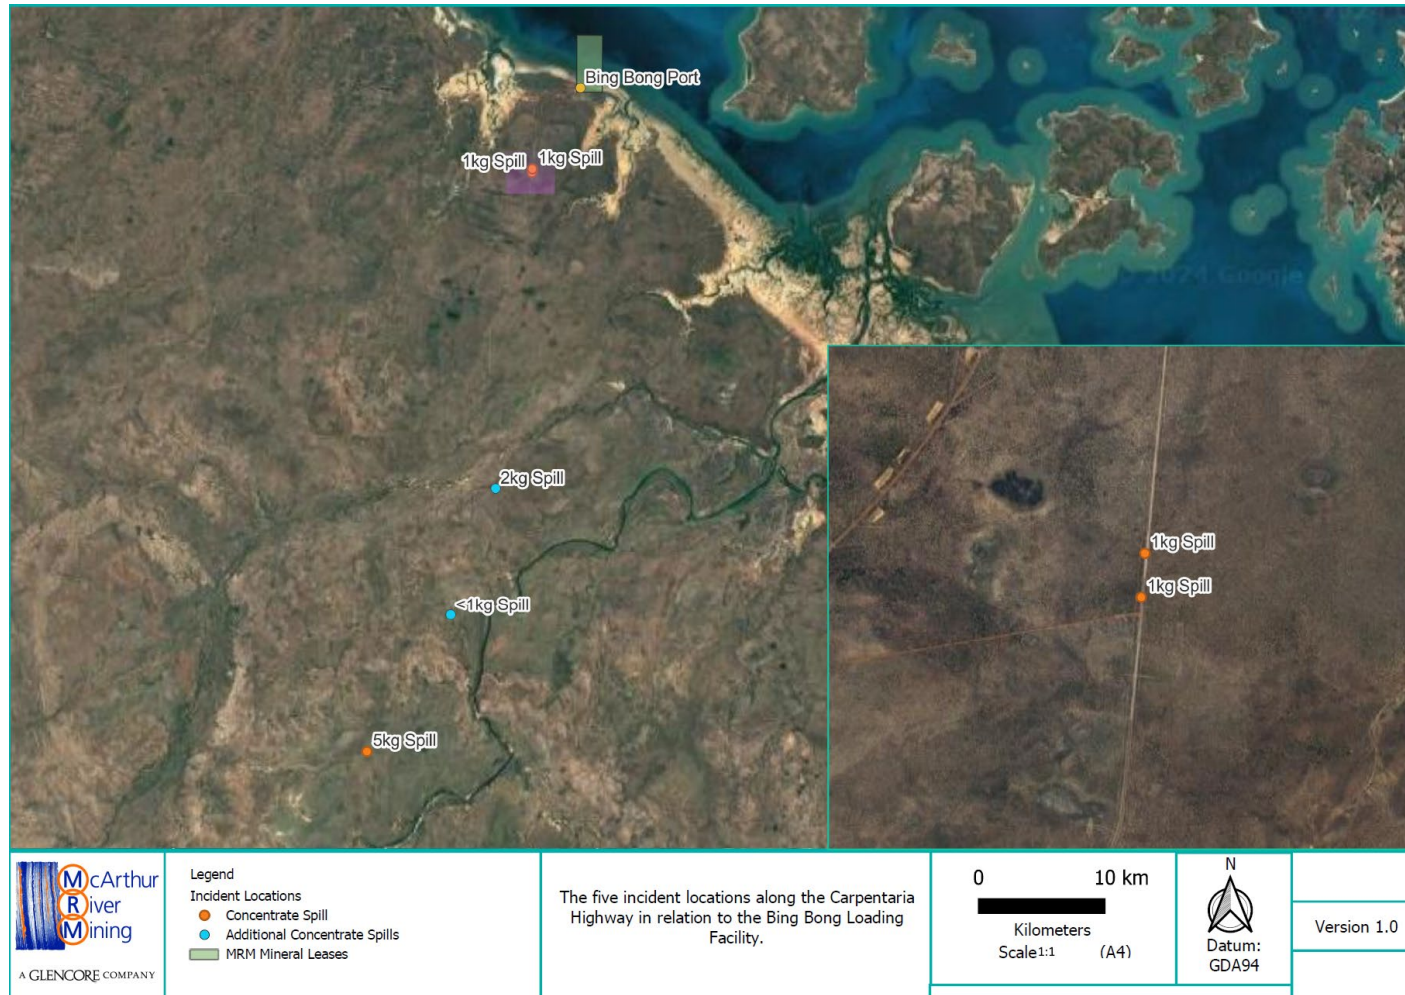 Bing Bong Port
1kg Spill
1kg Spill
2024 Google
2kg Spill
<1kg Spill
5kg Spill
1kg Spill
1kg Spill
McArthur
River
Mining
A GLENCORE COMPANY
Legend
Incident Locations
Concentrate Spill
Additional Concentrate Spills
MRM Mineral Leases
The five incident locations along the Carpentaria
Highway in relation to the Bing Bong Loading
Facility.
0 10 km
Kilometers
Scale1:1 (A4)
N
Datum:
GDA94
Version 1.0